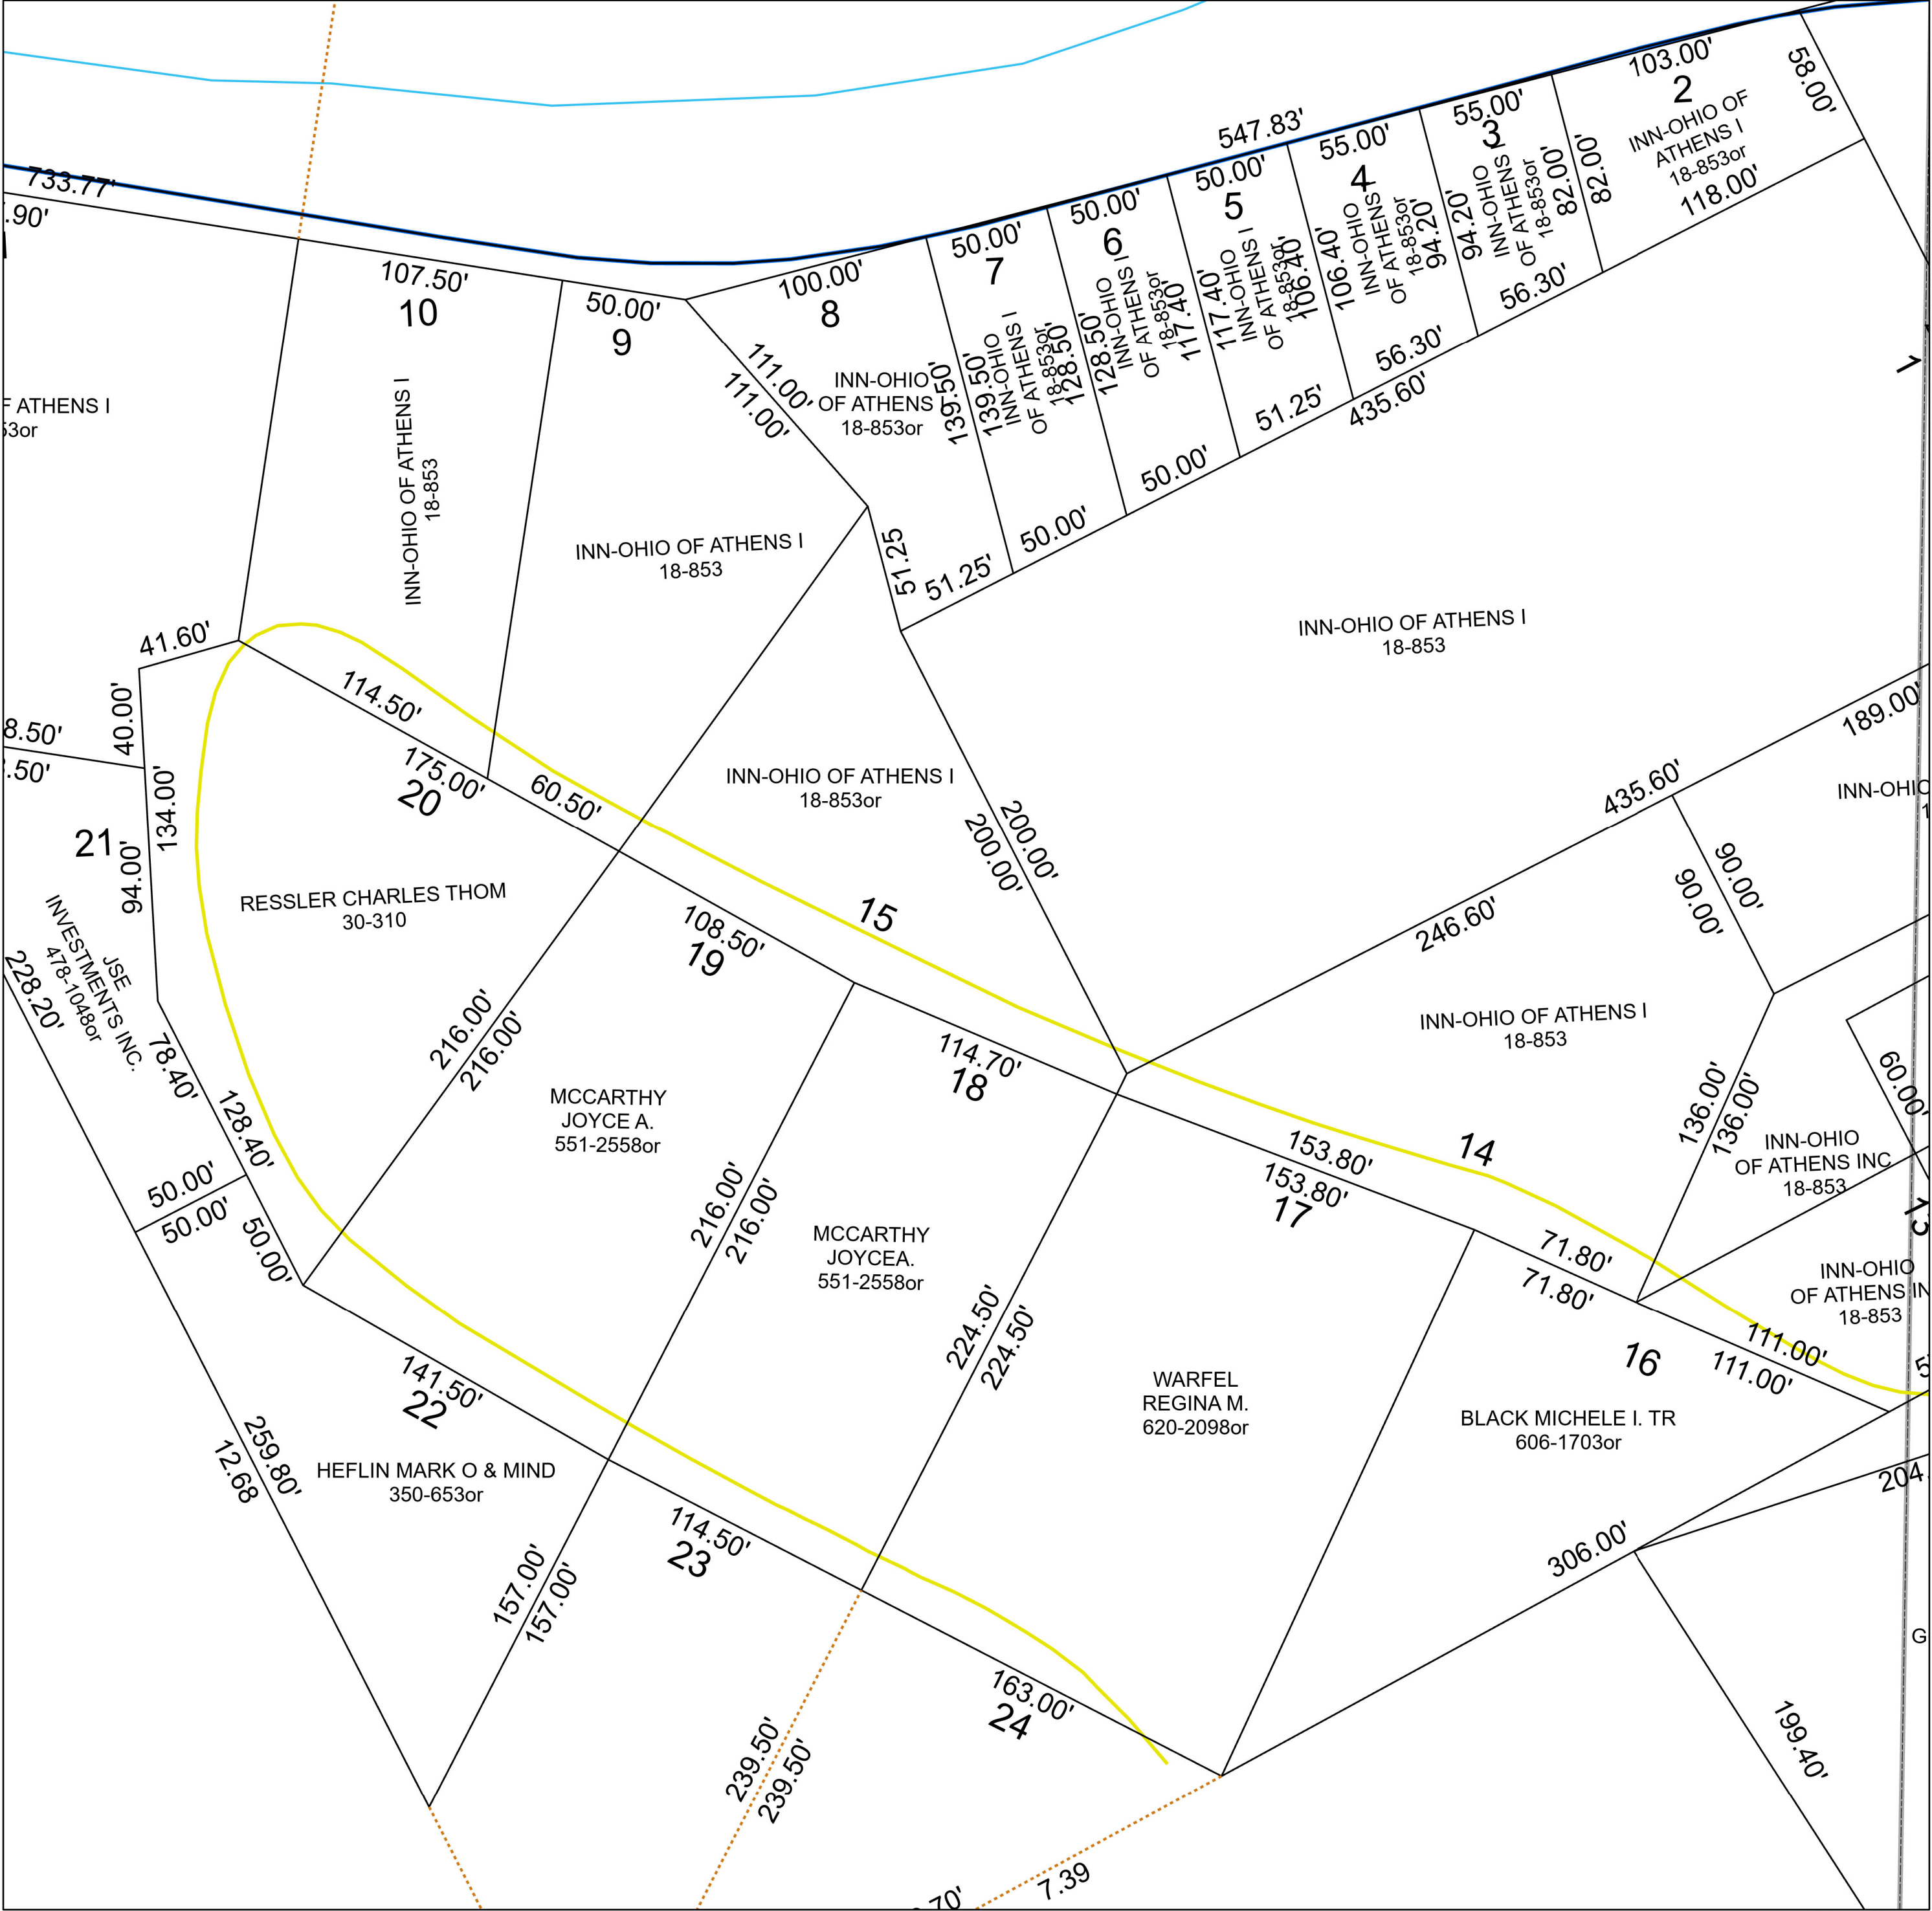 733.77'
.90'
107.50'
10
50.00'
9
100.00'
8
547.83'
50.00'
7
50.00'
6
50.00'
5
55.00'
4
55.00'
3
103.00'
2
58.00'
INN-OHIO OF
ATHENS I
18-853or
118.00'
82.00'
82.00'
INN-OHIO
OF ATHENS I
18-853or
94.20'
94.20'
INN-OHIO
OF ATHENS I
18-853or
106.40'
106.40'
INN-OHIO
OF ATHENS I
18-853or
117.40'
117.40'
INN-OHIO
OF ATHENS I
18-853or
128.50'
128.50'
INN-OHIO
OF ATHENS I
18-853or
139.50'
139.50'
INN-OHIO
OF ATHENS I
18-853or
111.00'
111.00'
56.30'
56.30'
435.60'
51.25'
50.00'
50.00'
51.25'
51.25
1
F ATHENS I
53or
INN-OHIO OF ATHENS I
18-853
INN-OHIO OF ATHENS I
18-853
INN-OHIO OF ATHENS I
18-853
41.60'
40.00'
8.50'
.50'
134.00'
94.00'
21
114.50'
175.00'
20
60.50'
INN-OHIO OF ATHENS I
18-853or
200.00'
200.00'
189.00'
435.60'
INN-OHIO
90.00'
90.00'
246.60'
RESSLER CHARLES THOM
30-310
15
108.50'
19
JSE
INVESTMENTS INC.
478-1048or
228.20'
78.40'
128.40'
216.00'
216.00'
114.70'
18
INN-OHIO OF ATHENS I
18-853
136.00'
136.00'
60.00'
INN-OHIO
OF ATHENS INC
18-853
MCCARTHY
JOYCE A.
551-2558or
14
153.80'
153.80'
17
50.00'
50.00'
50.00'
216.00'
216.00'
MCCARTHY
JOYCEA.
551-2558or
71.80'
71.80'
13
INN-OHIO
OF ATHENS IN
18-853
224.50'
224.50'
111.00'
111.00'
16
141.50'
22
WARFEL
REGINA M.
620-2098or
BLACK MICHELE I. TR
606-1703or
259.80'
12.68
HEFLIN MARK O & MIND
350-653or
204.
114.50'
23
306.00'
157.00'
157.00'
G
163.00'
24
239.50'
239.50'
199.40'
7.39
.70'